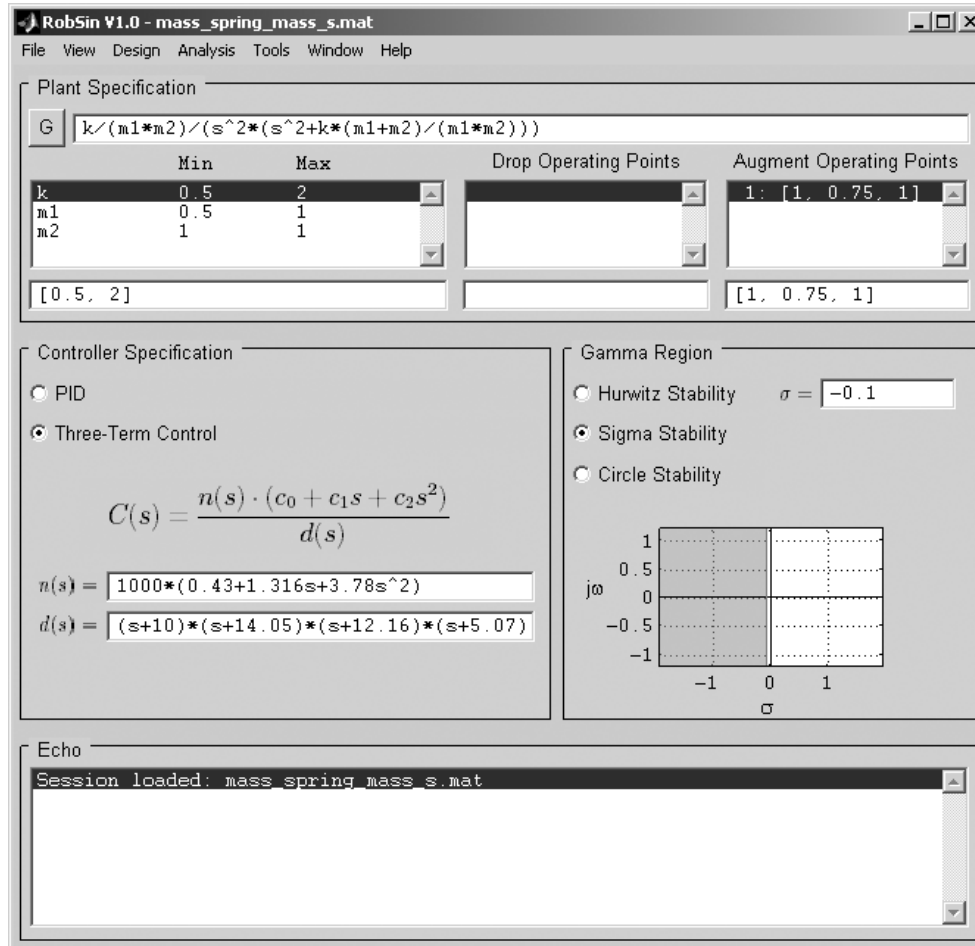 RobSin V1.0 - mass_spring_mass_s.mat
File View Design Analysis Tools Window Help
Plant Specification
G k/(m1*m2)/(s^2*(s^2+k*(m1+m2)/(m1*m2)))
Min Max Drop Operating Points Augment Operating Points
k 0.5 2 1: [1, 0.75, 1]
m1 0.5 1
m2 1 1
[0.5, 2] [1, 0.75, 1]
Controller Specification
PID
Three-Term Control
C(s) = n(s) · (c₀ + c₁s + c₂s²) / d(s)
n(s) = 1000*(0.43+1.316s+3.78s^2)
d(s) = (s+10)*(s+14.05)*(s+12.16)*(s+5.07)
Gamma Region
Hurwitz Stability σ = -0.1
Sigma Stability
Circle Stability
1
0.5
jω 0
-0.5
-1
-1 0 1
σ
Echo
Session loaded: mass_spring_mass_s.mat